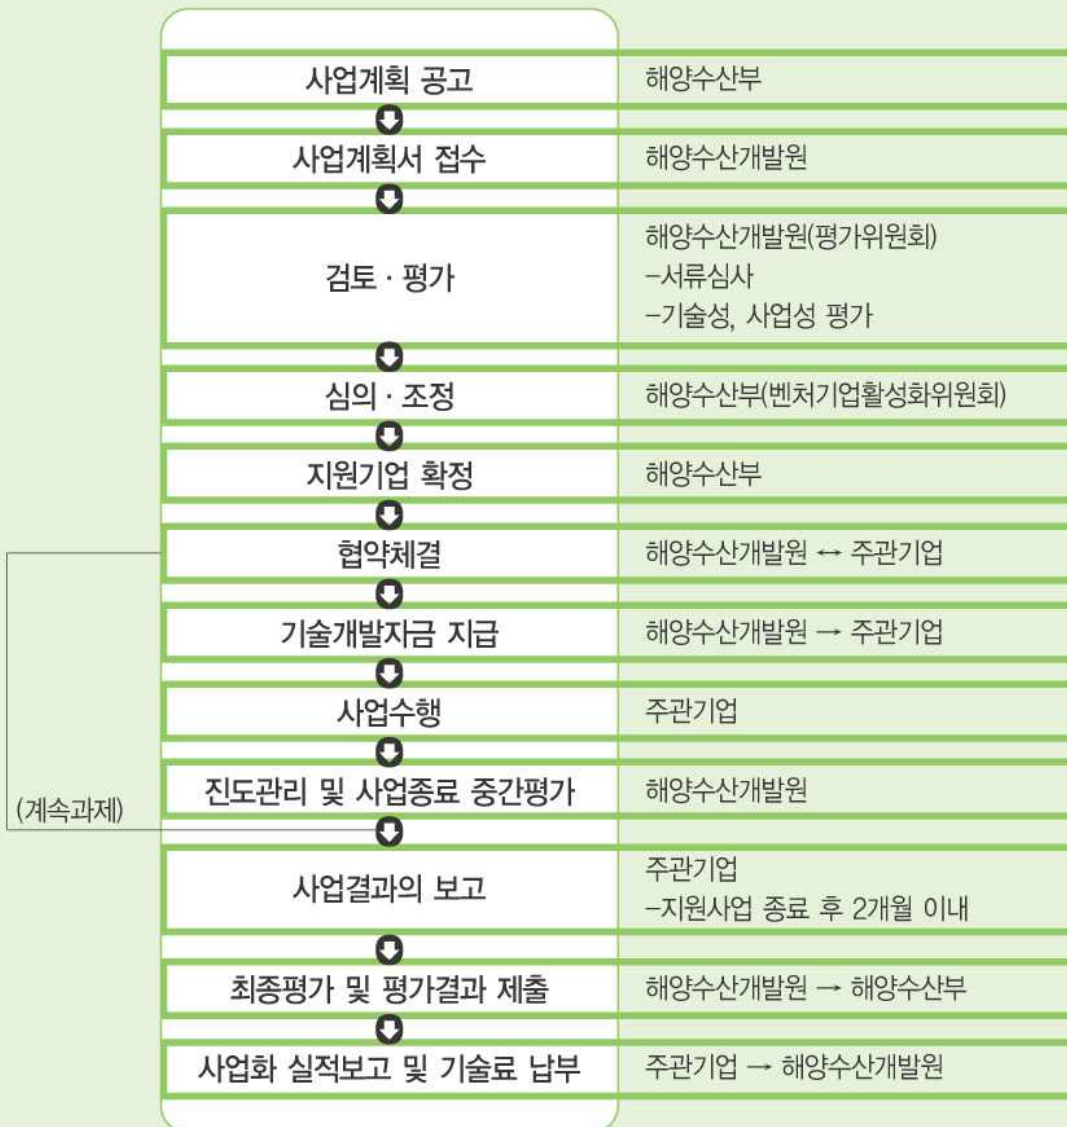 사업계획 공고
해양수산부
사업계획서 접수
해양수산개발원
검토 · 평가
해양수산개발원(평가위원회)
–서류심사
–기술성, 사업성 평가
심의 · 조정
해양수산부(벤처기업활성화위원회)
지원기업 확정
해양수산부
협약체결
해양수산개발원 ↔ 주관기업
기술개발자금 지급
해양수산개발원 → 주관기업
사업수행
주관기업
진도관리 및 사업종료 중간평가
해양수산개발원
(계속과제)
사업결과의 보고
주관기업
–지원사업 종료 후 2개월 이내
최종평가 및 평가결과 제출
해양수산개발원 → 해양수산부
사업화 실적보고 및 기술료 납부
주관기업 → 해양수산개발원